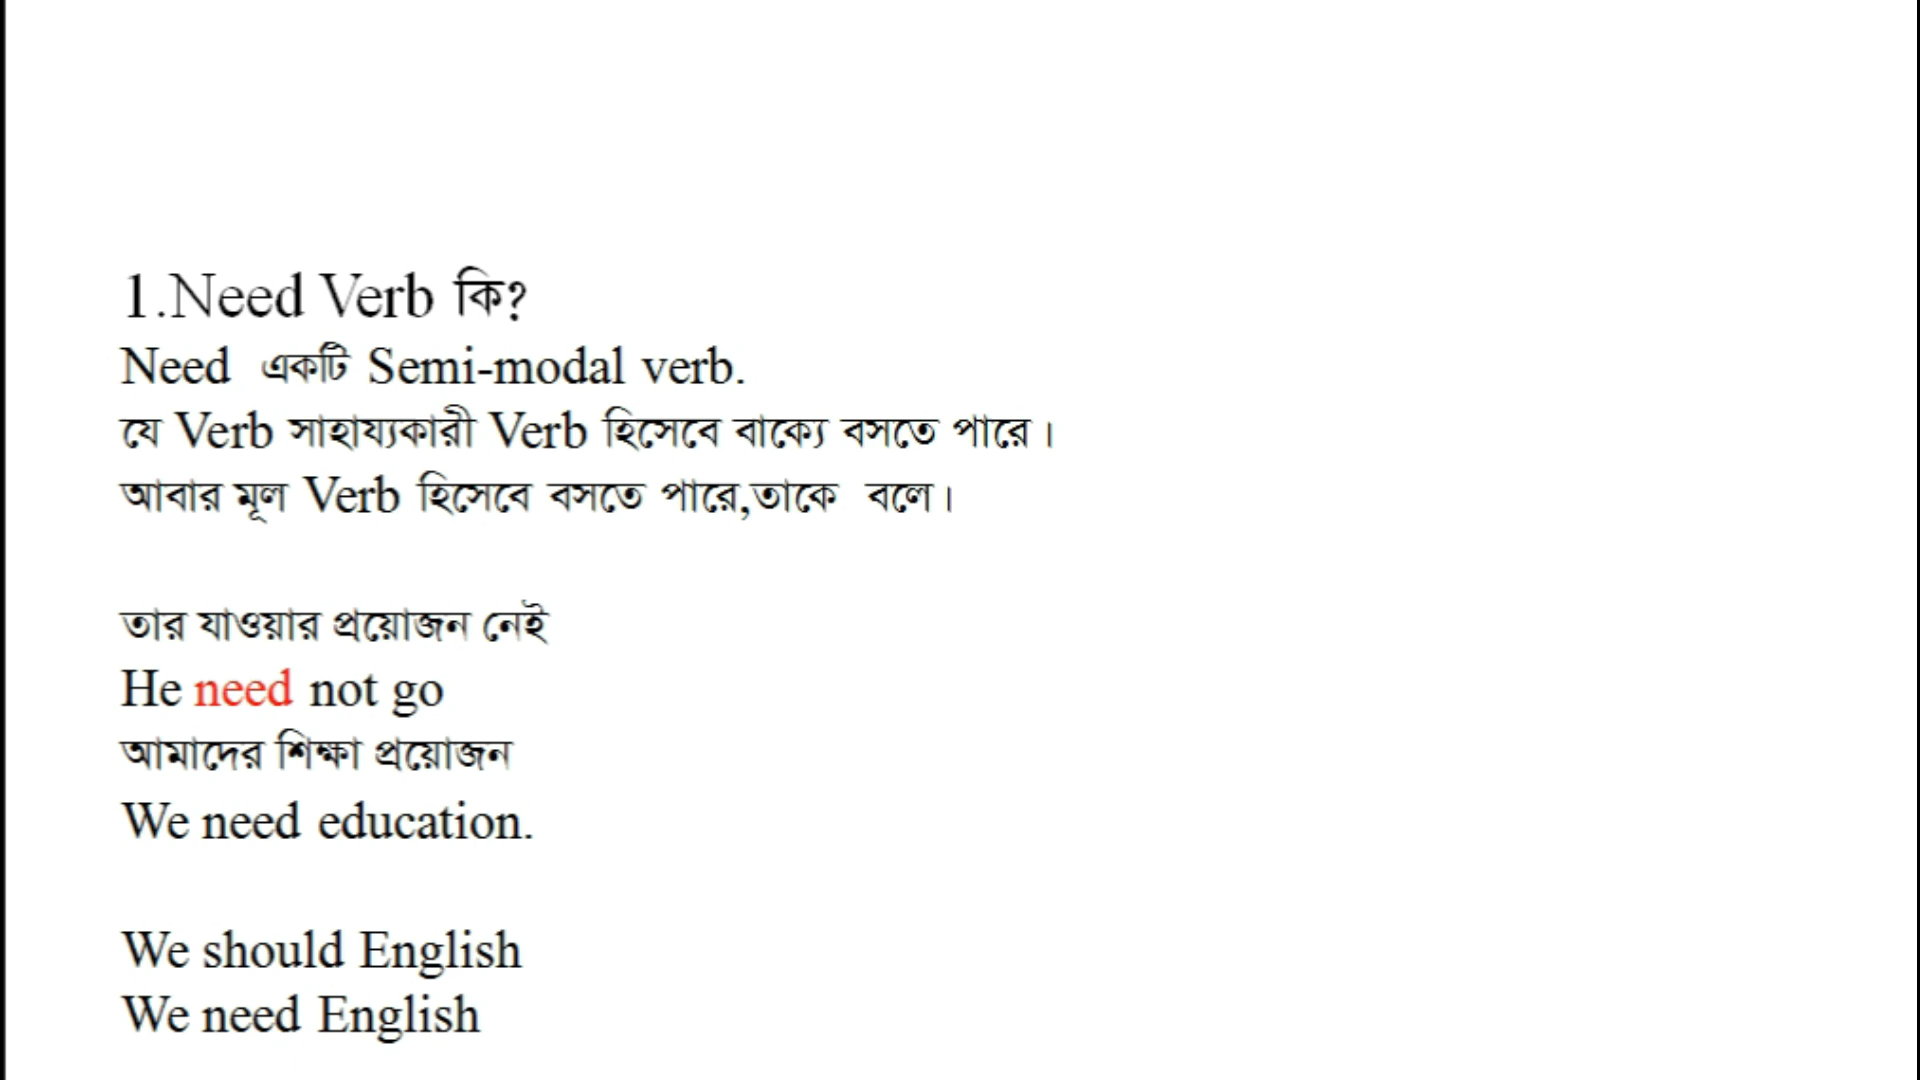 1.Need Verb কি?
Need একটি Semi-modal verb.
যে Verb সাহায্যকারী Verb হিসেবে বাক্যে বসতে পারে।
আবার মূল Verb হিসেবে বসতে পারে,তাকে বলে।
তার যাওয়ার প্রয়োজন নেই
He need not go
আমাদের শিক্ষা প্রয়োজন
We need education.
We should English
We need English